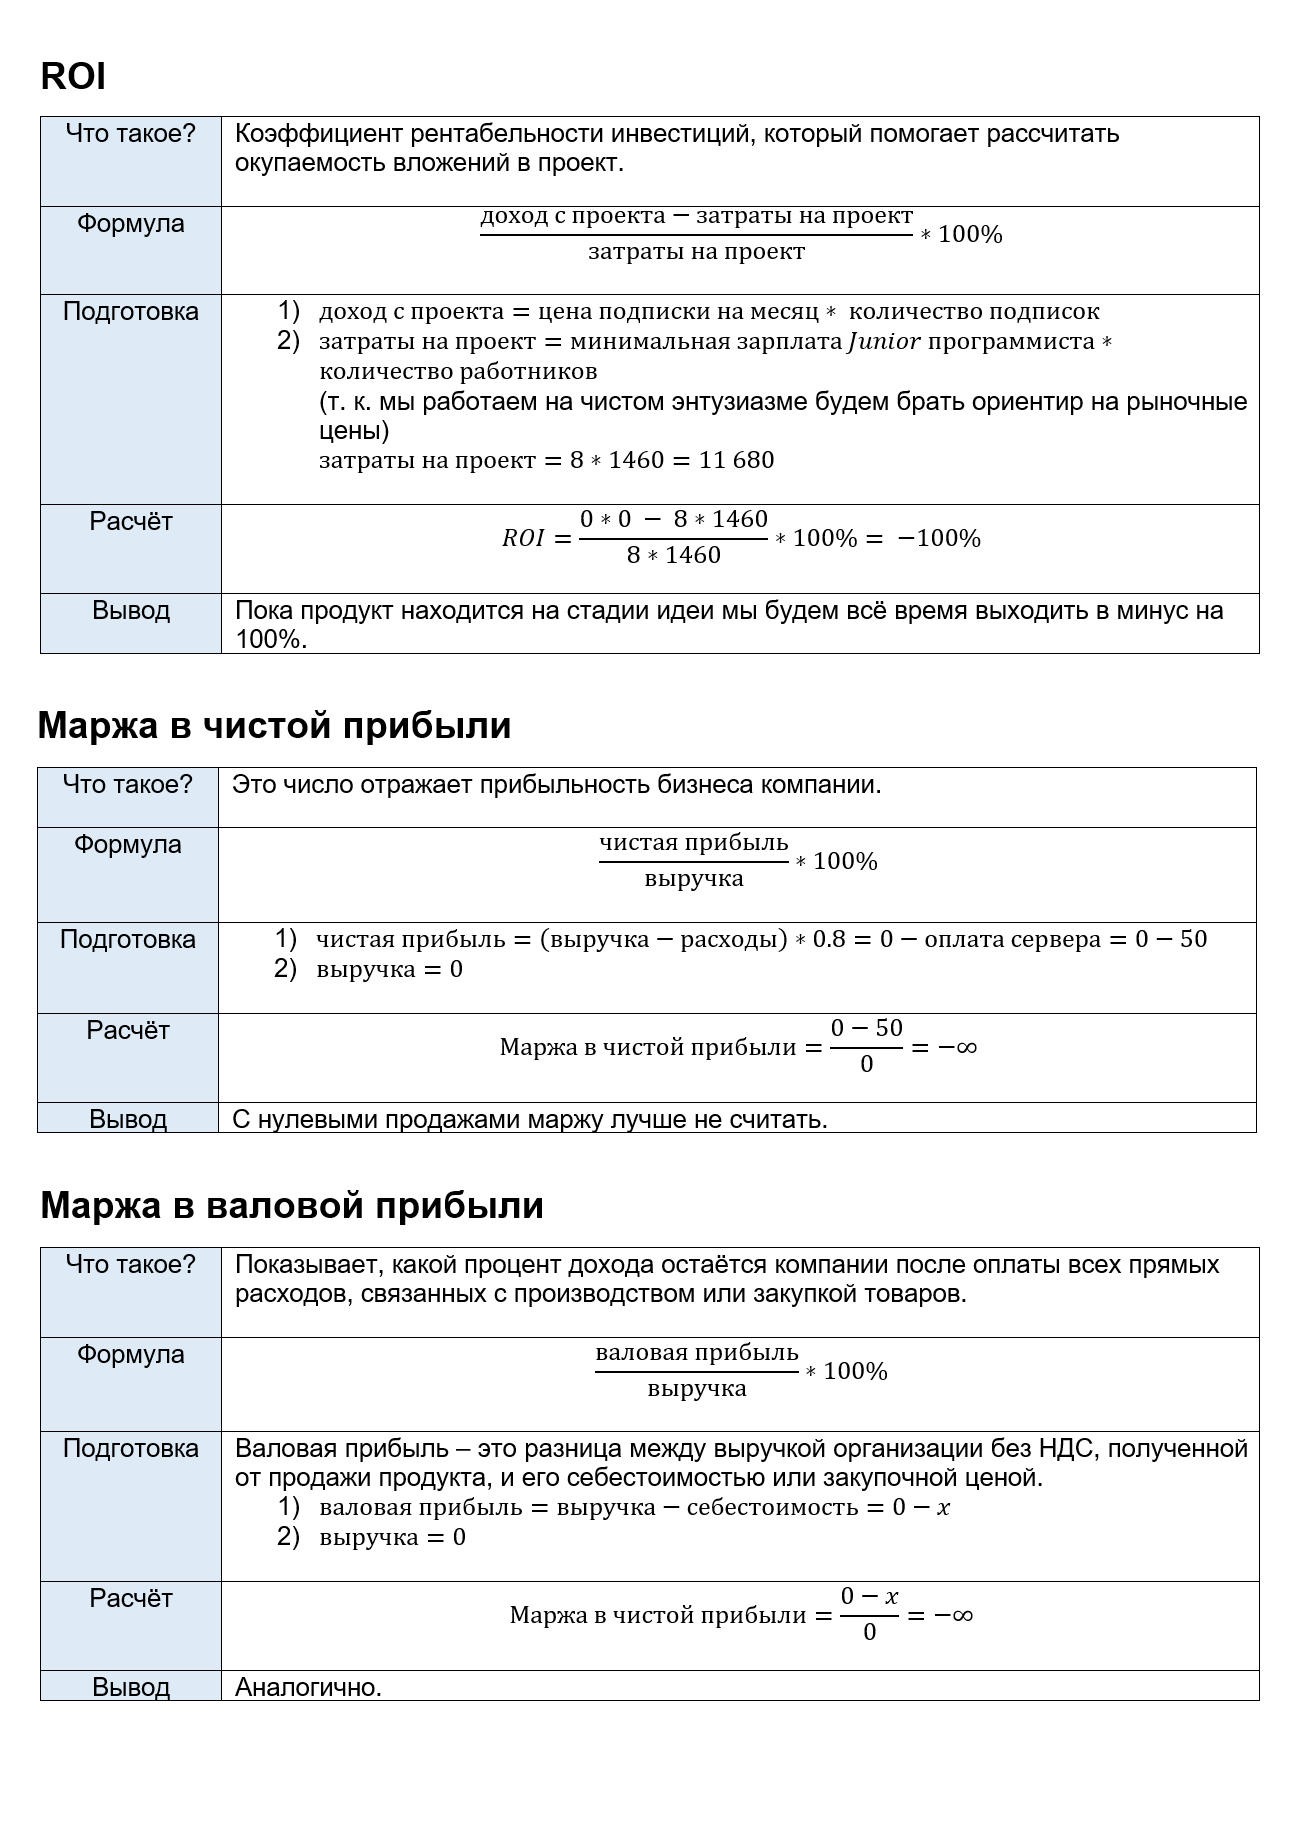 ROI
Что такое?
Коэффициент рентабельности инвестиций, который помогает рассчитать
окупаемость вложений в проект.
Формула
доход с проекта − затраты на проект
затраты на проект
∗ 100%
Подготовка
1) доход с проекта = цена подписки на месяц ∗ количество подписок
2) затраты на проект = минимальная зарплата Junior программиста ∗
количество работников
(т. к. мы работаем на чистом энтузиазме будем брать ориентир на рыночные
цены)
затраты на проект = 8 ∗ 1460 = 11 680
Расчёт
ROI = 
0 ∗ 0 − 8 ∗ 1460
8 ∗ 1460
∗ 100% = −100%
Вывод
Пока продукт находится на стадии идеи мы будем всё время выходить в минус на
100%.
Маржа в чистой прибыли
Что такое?
Это число отражает прибыльность бизнеса компании.
Формула
чистая прибыль
выручка
∗ 100%
Подготовка
1) чистая прибыль = (выручка − расходы) ∗ 0.8 = 0 − оплата сервера = 0 − 50
2) выручка = 0
Расчёт
Маржа в чистой прибыли =
0 − 50
0
= −∞
Вывод
С нулевыми продажами маржу лучше не считать.
Маржа в валовой прибыли
Что такое?
Показывает, какой процент дохода остаётся компании после оплаты всех прямых
расходов, связанных с производством или закупкой товаров.
Формула
валовая прибыль
выручка
∗ 100%
Подготовка
Валовая прибыль – это разница между выручкой организации без НДС, полученной
от продажи продукта, и его себестоимостью или закупочной ценой.
1) валовая прибыль = выручка − себестоимость = 0 − x
2) выручка = 0
Расчёт
Маржа в чистой прибыли =
0 − x
0
= −∞
Вывод
Аналогично.